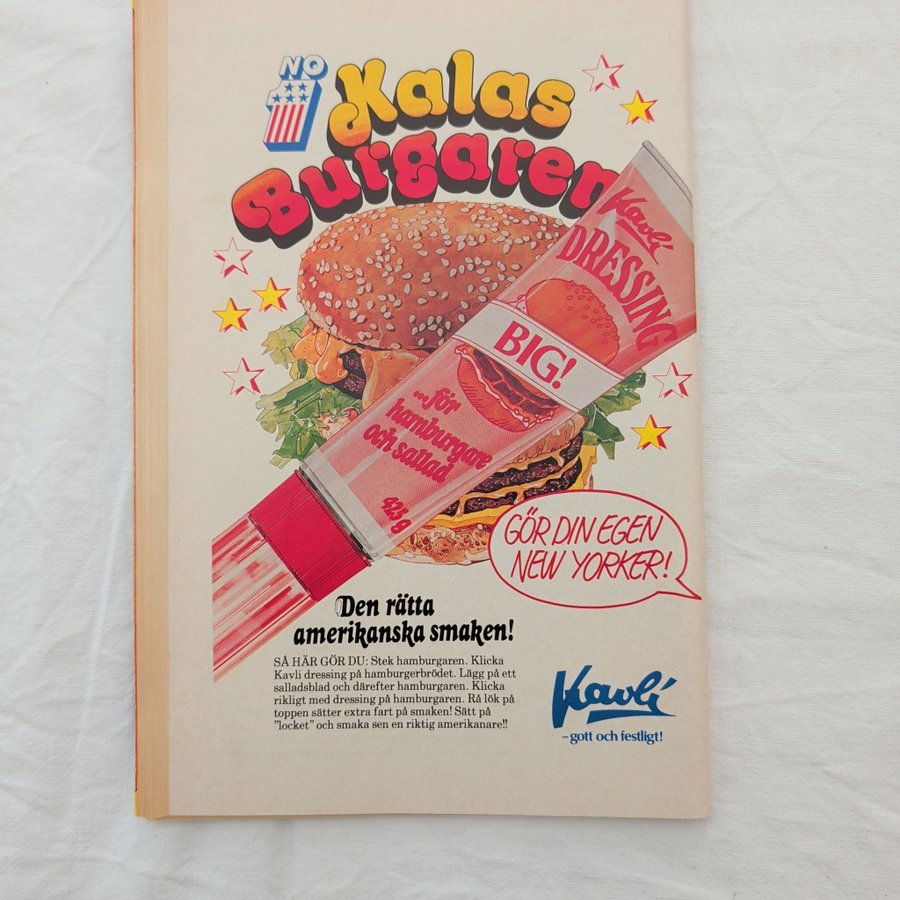 NO
1
Kalas
Burgaren
Kavli
DRESSING
BIG!
...för
hamburgare
och sallad
425 g
GÖR DIN EGEN
NEW YORKER!
Den rätta
amerikanska smaken!
SÅ HÄR GÖR DU: Stek hamburgaren. Klicka
Kavli dressing på hamburgerbrödet. Lägg på ett
salladsblad och därefter hamburgaren. Klicka
rikligt med dressing på hamburgaren. Rå lök på
toppen sätter extra fart på smaken! Sätt på
”locket” och smaka sen en riktig amerikanare!!
Kavli
– gott och festligt!